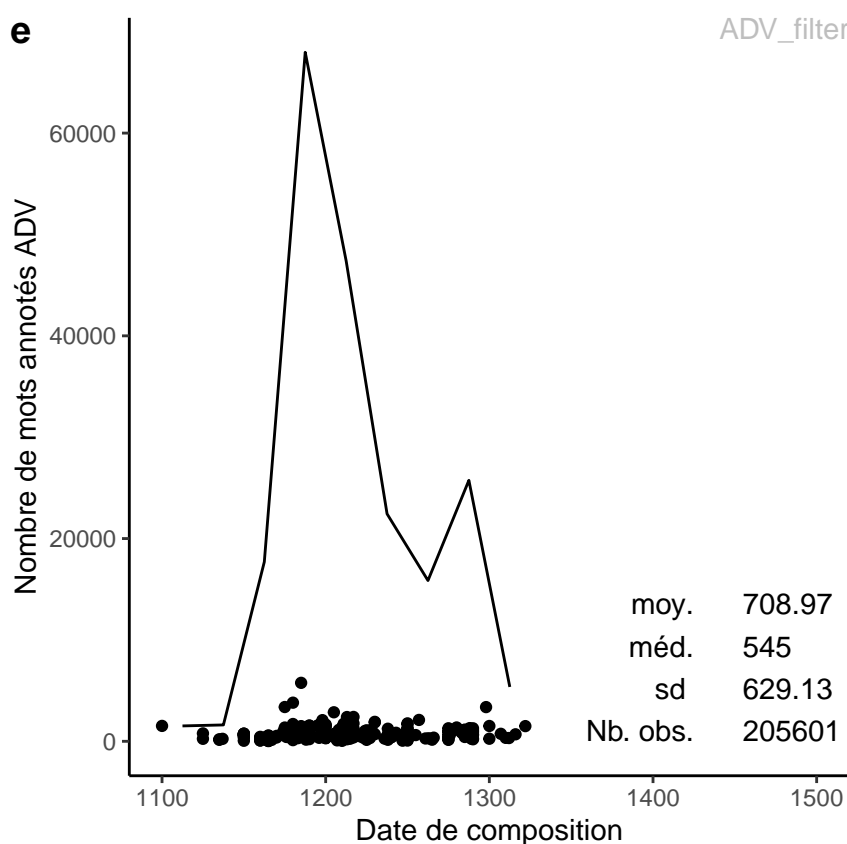 e
ADV_filter
Nombre de mots annotés ADV
60000
40000
20000
0
moy. 708.97
méd. 545
sd 629.13
Nb. obs. 205601
1100 1200 1300 1400 1500
Date de composition